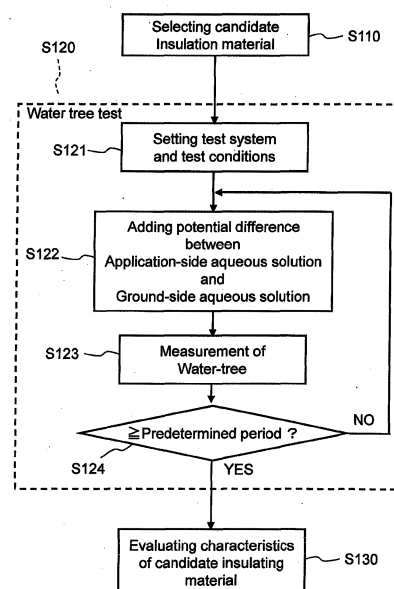 Selecting candidate
Insulation material
S110
S120
Water tree test
Setting test system
and test conditions
S121
Adding potential difference
between
Application-side aqueous solution
and
Ground-side aqueous solution
S122
Measurement of
Water-tree
S123
≧Predetermined period ?
NO
S124
YES
Evaluating characteristics
of candidate insulating
material
S130